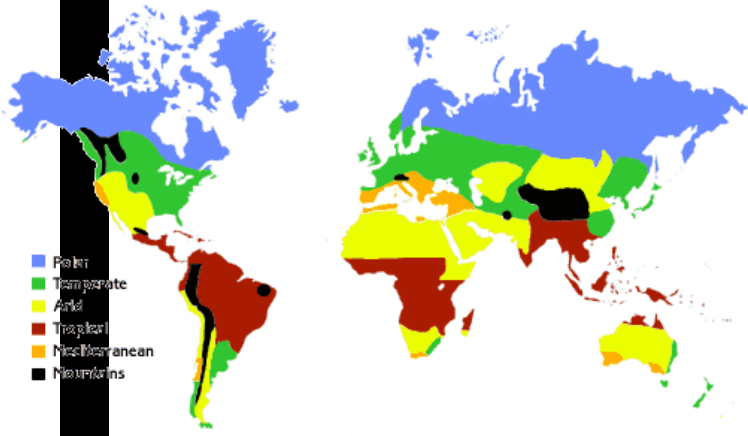 Polar
Temperate
Arid
Tropical
Mediterranean
Mountains